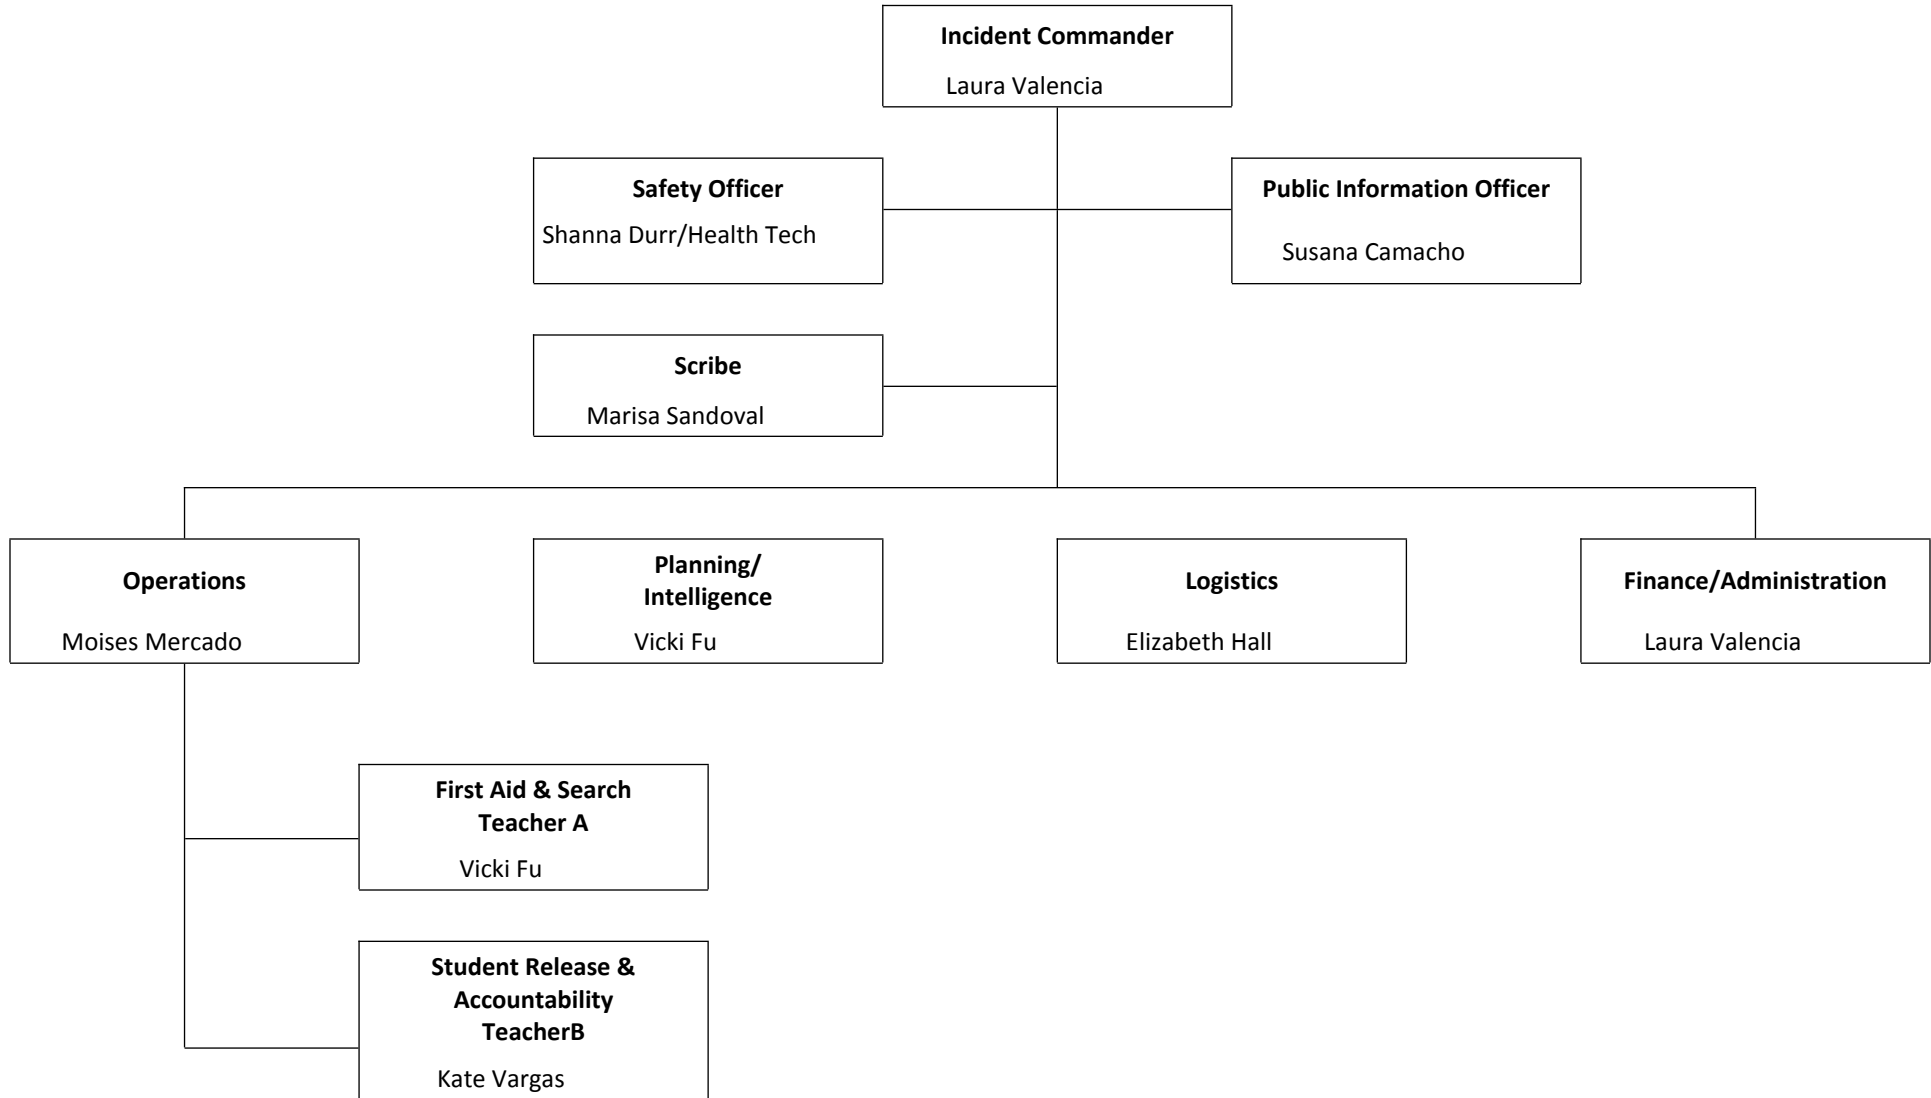 Incident Commander
Laura Valencia
Safety Officer
Shanna Durr/Health Tech
Public Information Officer
Susana Camacho
Scribe
Marisa Sandoval
Operations
Moises Mercado
Planning/
Intelligence
Vicki Fu
Logistics
Elizabeth Hall
Finance/Administration
Laura Valencia
First Aid & Search
Teacher A
Vicki Fu
Student Release &
Accountability
TeacherB
Kate Vargas